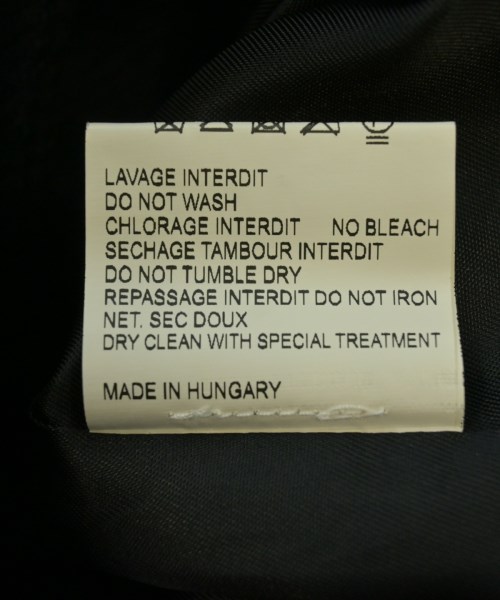 LAVAGE INTERDIT
DO NOT WASH
CHLORAGE INTERDIT NO BLEACH
SECHAGE TAMBOUR INTERDIT
DO NOT TUMBLE DRY
REPASSAGE INTERDIT DO NOT IRON
NET. SEC DOUX
DRY CLEAN WITH SPECIAL TREATMENT
MADE IN HUNGARY